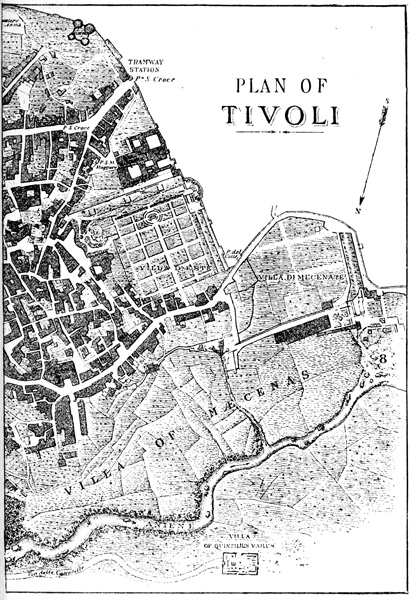 TRAMWAY
STATION
Pa S. Croce
PLAN OF
TIVOLI
S
N
P. S. Croce
VILLA D'ESTE
VILLA DI MECENATE
VILLA OF MÆCENAS
8
ANIENE
VILLA
OF QUINTILIUS VARUS